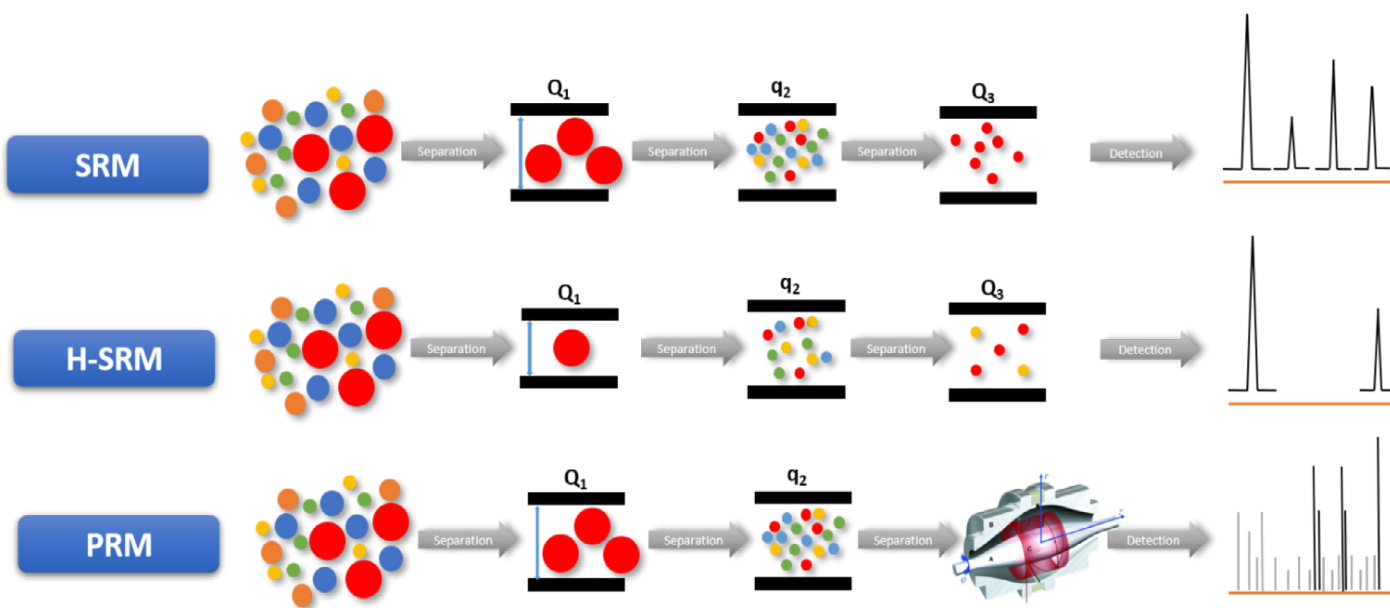 Q1 q2 Q3
SRM Separation Separation Separation Detection
Q1 q2 Q3
H-SRM Separation Separation Separation Detection
Q1 q2
PRM Separation Separation Separation Detection